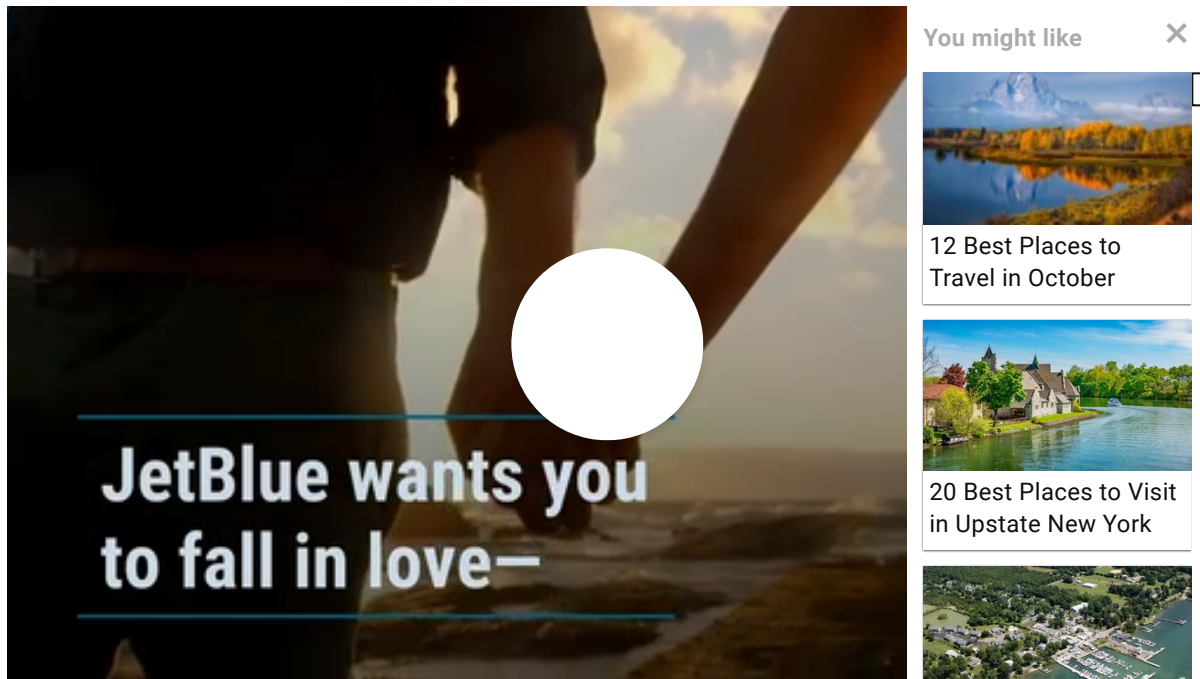 JetBlue wants you
to fall in love—
You might like
12 Best Places to
Travel in October
20 Best Places to Visit
in Upstate New York